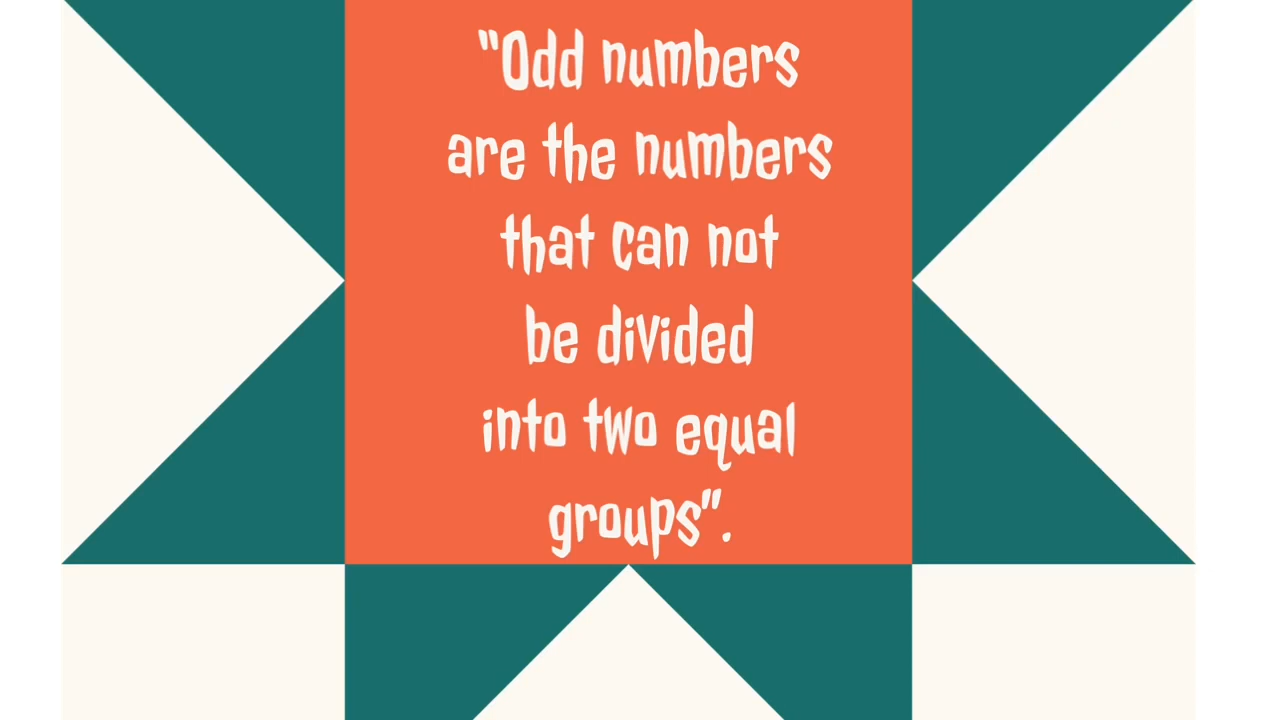 "Odd numbers
are the numbers
that can not
be divided
into two equal
groups".